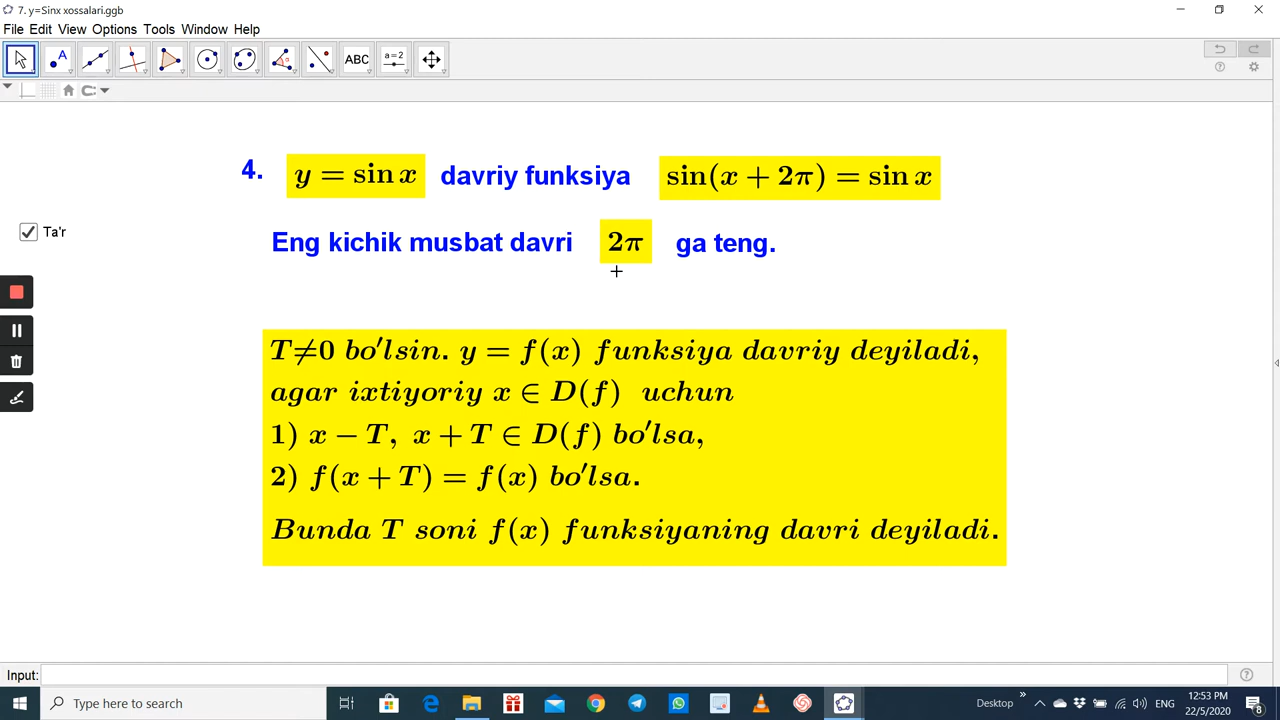 7. y=Sinx xossalari.ggb
File Edit View Options Tools Window Help
A ABC a=2
4. y = sin x davriy funksiya sin(x + 2π) = sin x
Ta'r
Eng kichik musbat davri 2π ga teng.
T≠0 bo'lsin. y = f(x) funksiya davriy deyiladi,
agar ixtiyoriy x ∈ D(f) uchun
1) x − T, x + T ∈ D(f) bo'lsa,
2) f(x + T) = f(x) bo'lsa.
Bunda T soni f(x) funksiyaning davri deyiladi.
Input:
Type here to search
Desktop » ENG 12:53 PM
22/5/2020 8